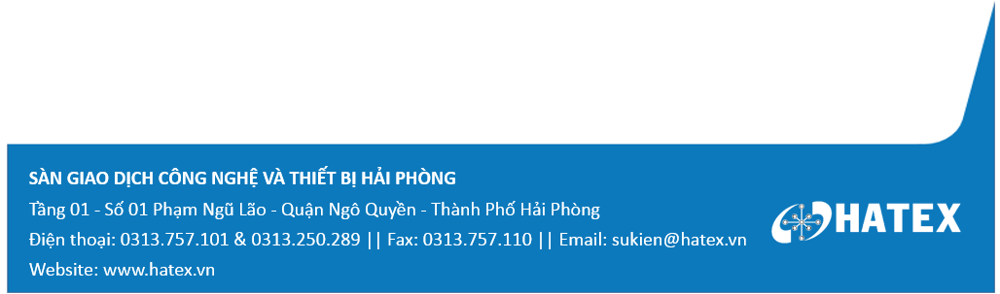 SÀN GIAO DỊCH CÔNG NGHỆ VÀ THIẾT BỊ HẢI PHÒNG
Tầng 01 - Số 01 Phạm Ngũ Lão - Quận Ngô Quyền - Thành Phố Hải Phòng
Điện thoại: 0313.757.101 & 0313.250.289 || Fax: 0313.757.110 || Email: sukien@hatex.vn
Website: www.hatex.vn
HATEX